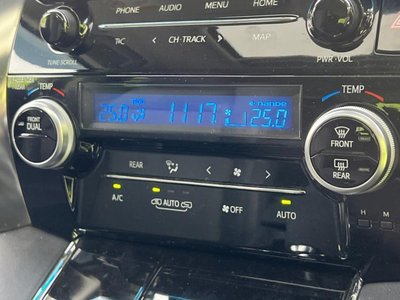 PHONE AUDIO MENU HOME
TUNE·SCROLL T/C < CH·TRACK > MAP PWR·VOL
TEMP 25.0 11:17 25.0 TEMP
FRONT
DUAL
REAR < >
FRONT
REAR
A/C AUTO OFF AUTO
H M